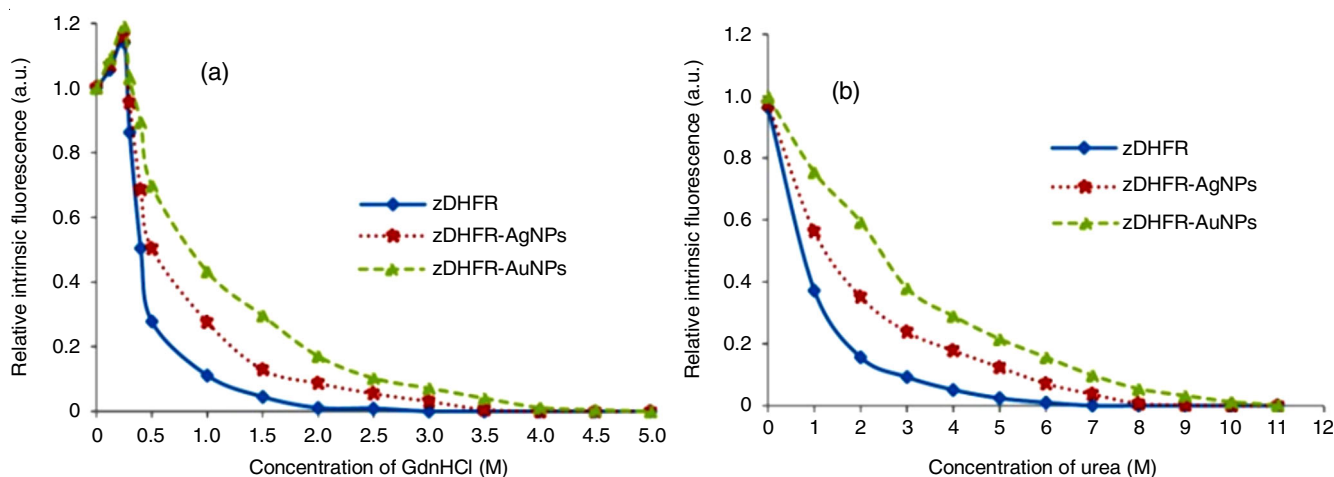 (a)
Relative intrinsic fluorescence (a.u.)
1.2
1.0
0.8
0.6
0.4
0.2
0
zDHFR
zDHFR-AgNPs
zDHFR-AuNPs
0 0.5 1.0 1.5 2.0 2.5 3.0 3.5 4.0 4.5 5.0
Concentration of GdnHCl (M)
(b)
Relative intrinsic fluorescence (a.u.)
1.2
1.0
0.8
0.6
0.4
0.2
0
zDHFR
zDHFR-AgNPs
zDHFR-AuNPs
0 1 2 3 4 5 6 7 8 9 10 11 12
Concentration of urea (M)